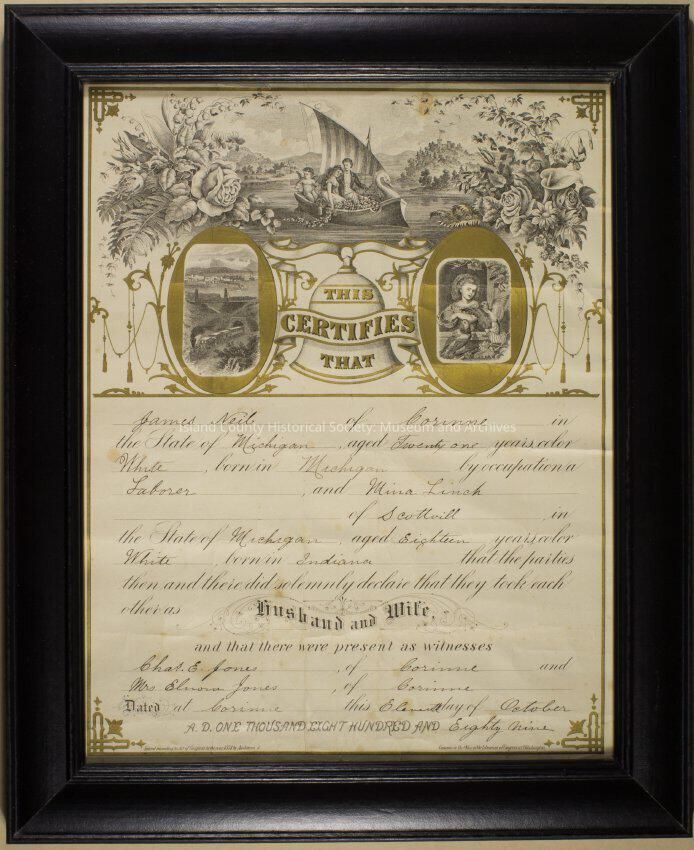 THIS
CERTIFIES
THAT
James Neil of Corinne in
Island County Historical Society: Museum and Archives
the State of Michigan, aged Twenty one years, color
White, born in Michigan by occupation a
Laborer, and Mina Linch
of Scottvill, in
the State of Michigan, aged Eighteen years, color
White, born in Indiana that the parties
then and there did solemnly declare that they took each
other as Husband and Wife
and that there were present as witnesses
Chas. E. Jones, of Corinne and
Mrs. Elnora Jones, of Corinne
Dated at Corinne this day of October
A. D. ONE THOUSAND EIGHT HUNDRED AND Eighty Nine